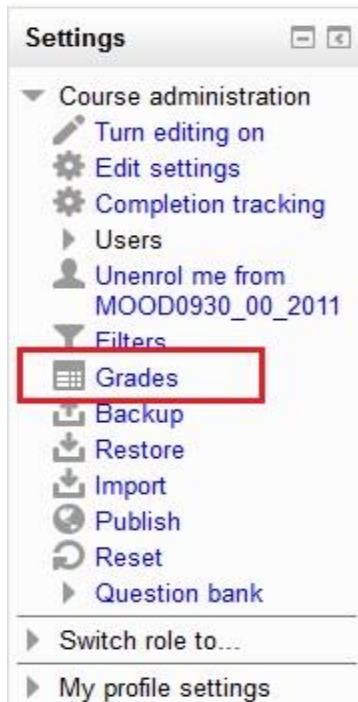 Settings
Course administration
Turn editing on
Edit settings
Completion tracking
Users
Unenrol me from
MOOD0930_00_2011
Filters
Grades
Backup
Restore
Import
Publish
Reset
Question bank
Switch role to...
My profile settings